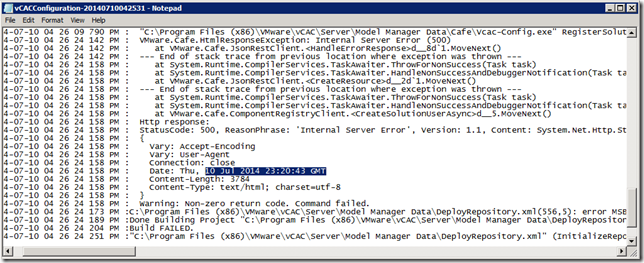 vCACConfiguration-20140710042531 - Notepad
File Edit Format View Help
4-07-10 04 26 09 790 PM : "C:\Program Files (x86)\VMware\vCAC\Server\Model Manager Data\Cafe\Vcac-Config.exe" RegisterSolut
4-07-10 04 26 24 142 PM : VMware.Cafe.HtmlResponseException: Internal Server Error (500)
4-07-10 04 26 24 142 PM : at VMware.Cafe.JsonRestClient.<HandleErrorResponse>d__8d`1.MoveNext()
4-07-10 04 26 24 142 PM : --- End of stack trace from previous location where exception was thrown ---
4-07-10 04 26 24 142 PM : at System.Runtime.CompilerServices.TaskAwaiter.ThrowForNonSuccess(Task task)
4-07-10 04 26 24 158 PM : at System.Runtime.CompilerServices.TaskAwaiter.HandleNonSuccessAndDebuggerNotification(Task ta
4-07-10 04 26 24 158 PM : at VMware.Cafe.JsonRestClient.<CreateResource>d__2d`1.MoveNext()
4-07-10 04 26 24 158 PM : --- End of stack trace from previous location where exception was thrown ---
4-07-10 04 26 24 158 PM : at System.Runtime.CompilerServices.TaskAwaiter.ThrowForNonSuccess(Task task)
4-07-10 04 26 24 158 PM : at System.Runtime.CompilerServices.TaskAwaiter.HandleNonSuccessAndDebuggerNotification(Task ta
4-07-10 04 26 24 158 PM : at VMware.Cafe.ComponentRegistryClient.<CreateSolutionUserAsync>d__5.MoveNext()
4-07-10 04 26 24 158 PM : Http response:
4-07-10 04 26 24 158 PM : StatusCode: 500, ReasonPhrase: 'Internal Server Error', Version: 1.1, Content: System.Net.Http.St
4-07-10 04 26 24 158 PM : {
4-07-10 04 26 24 158 PM : Vary: Accept-Encoding
4-07-10 04 26 24 158 PM : Vary: User-Agent
4-07-10 04 26 24 158 PM : Connection: close
4-07-10 04 26 24 158 PM : Date: Thu, 10 Jul 2014 23:20:43 GMT
4-07-10 04 26 24 158 PM : Content-Length: 3784
4-07-10 04 26 24 158 PM : Content-Type: text/html; charset=utf-8
4-07-10 04 26 24 158 PM : }
4-07-10 04 26 24 158 PM : Warning: Non-zero return code. Command failed.
4-07-10 04 26 24 173 PM :C:\Program Files (x86)\VMware\vCAC\Server\Model Manager Data\DeployRepository.xml(556,5): error MSB
4-07-10 04 26 24 189 PM :Done Building Project "C:\Program Files (x86)\VMware\vCAC\Server\Model Manager Data\DeployReposito
4-07-10 04 26 24 204 PM :Build FAILED.
4-07-10 04 26 24 251 PM :"C:\Program Files (x86)\VMware\vCAC\Server\Model Manager Data\DeployRepository.xml" (InitializeRepo